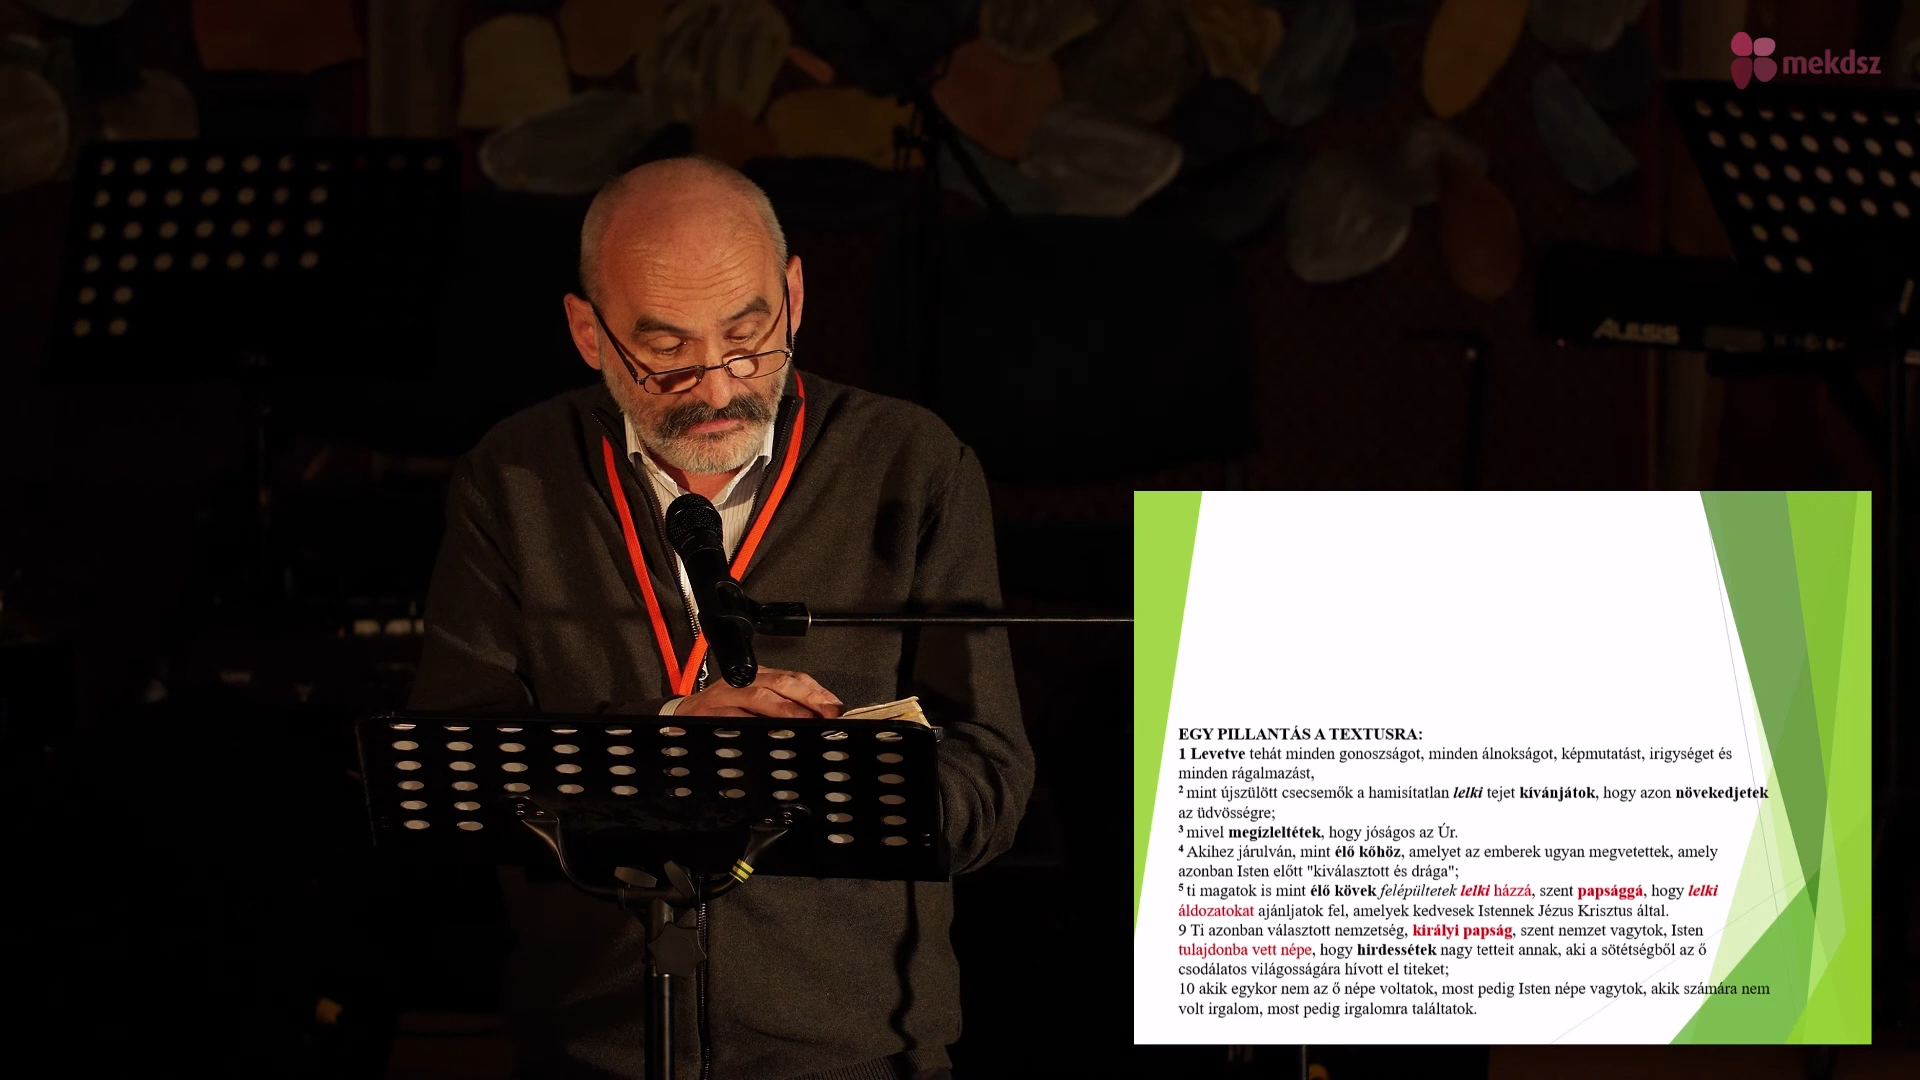 mekdsz
ALESIS
EGY PILLANTÁS A TEXTUSRA:
1 Levetve tehát minden gonoszságot, minden álnokságot, képmutatást, irigységet és
minden rágalmazást,
2 mint újszülött csecsemők a hamisítatlan lelki tejet kívánjátok, hogy azon növekedjetek
az üdvösségre;
3 mivel megízleltétek, hogy jóságos az Úr.
4 Akihez járulván, mint élő kőhöz, amelyet az emberek ugyan megvetettek, amely
azonban Isten előtt "kiválasztott és drága";
5 ti magatok is mint élő kövek felépültetek lelki házzá, szent papsággá, hogy lelki
áldozatokat ajánljatok fel, amelyek kedvesek Istennek Jézus Krisztus által.
9 Ti azonban választott nemzetség, királyi papság, szent nemzet vagytok, Isten
tulajdonba vett népe, hogy hirdessétek nagy tetteit annak, aki a sötétségből az ő
csodálatos világosságára hívott el titeket;
10 akik egykor nem az ő népe voltatok, most pedig Isten népe vagytok, akik számára nem
volt irgalom, most pedig irgalomra találtatok.